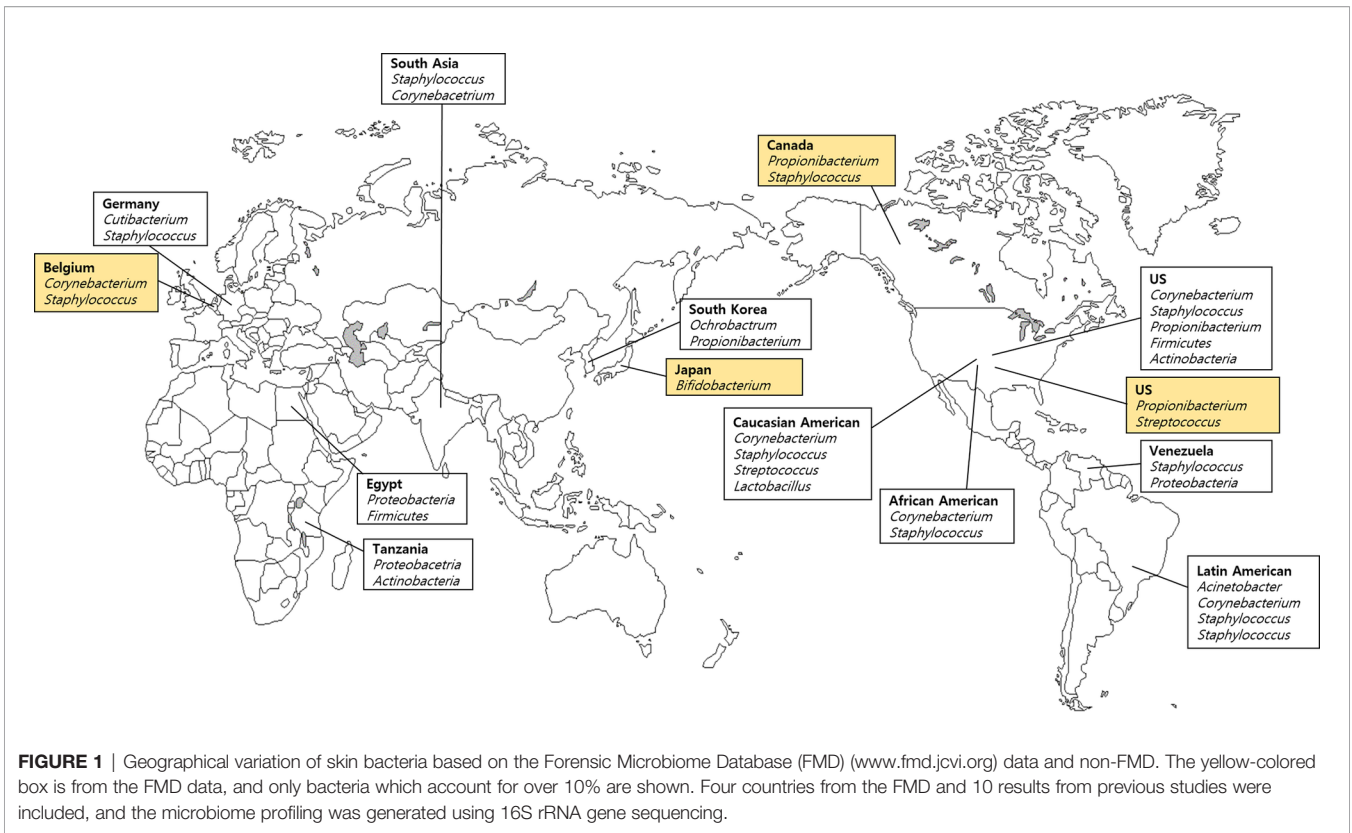 South Asia
Staphylococcus
Corynebacetrium
Canada
Propionibacterium
Staphylococcus
Germany
Cutibacterium
Staphylococcus
Belgium
Corynebacterium
Staphylococcus
US
Corynebacterium
Staphylococcus
Propionibacterium
Firmicutes
Actinobacteria
South Korea
Ochrobactrum
Propionibacterium
Japan
Bifidobacterium
US
Propionibacterium
Streptococcus
Caucasian American
Corynebacterium
Staphylococcus
Streptococcus
Lactobacillus
Venezuela
Staphylococcus
Proteobacteria
Egypt
Proteobacteria
Firmicutes
African American
Corynebacterium
Staphylococcus
Tanzania
Proteobacetria
Actinobacteria
Latin American
Acinetobacter
Corynebacterium
Staphylococcus
Staphylococcus
FIGURE 1 | Geographical variation of skin bacteria based on the Forensic Microbiome Database (FMD) (www.fmd.jcvi.org) data and non-FMD. The yellow-colored
box is from the FMD data, and only bacteria which account for over 10% are shown. Four countries from the FMD and 10 results from previous studies were
included, and the microbiome profiling was generated using 16S rRNA gene sequencing.